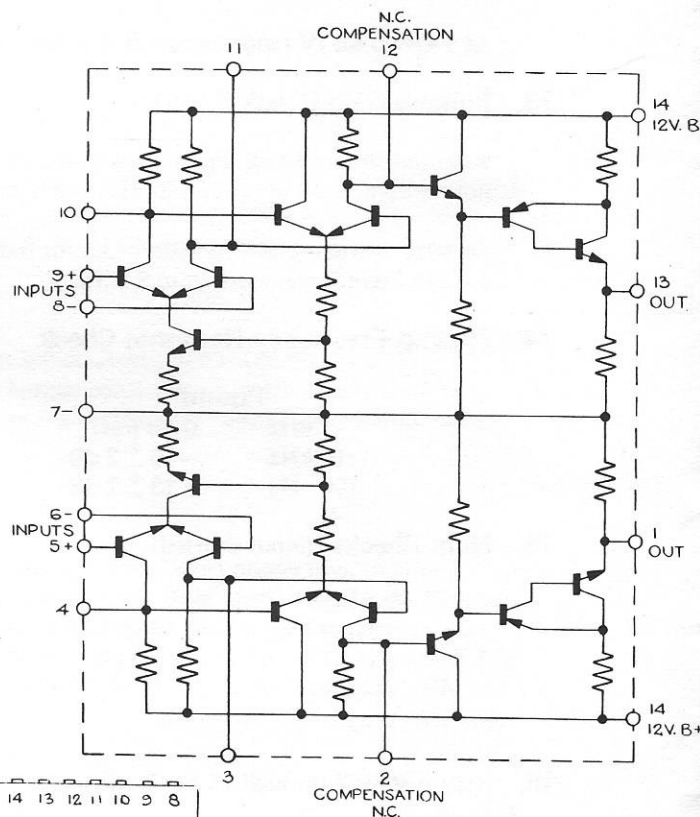 N.C.
COMPENSATION
11
12
14
12V. B
10
9+
INPUTS
8-
13
OUT.
7-
6-
INPUTS
5+
1
OUT
4
14
12V. B+
3
2
COMPENSATION
N.C.
14 13 12 11 10 9 8